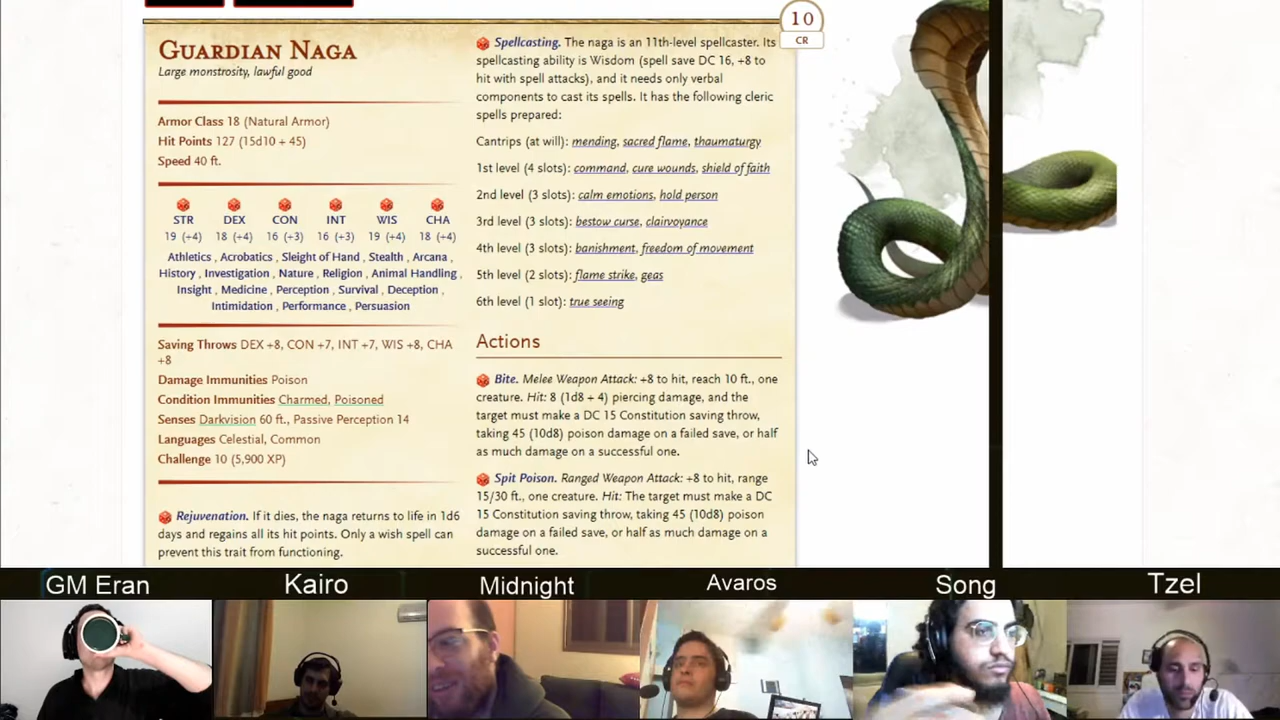 10
CR
GUARDIAN NAGA
Large monstrosity, lawful good
Armor Class 18 (Natural Armor)
Hit Points 127 (15d10 + 45)
Speed 40 ft.
STR DEX CON INT WIS CHA
19 (+4) 18 (+4) 16 (+3) 16 (+3) 19 (+4) 18 (+4)
Athletics , Acrobatics , Sleight of Hand , Stealth , Arcana ,
History , Investigation , Nature , Religion , Animal Handling ,
Insight , Medicine , Perception , Survival , Deception ,
Intimidation , Performance , Persuasion
Saving Throws DEX +8, CON +7, INT +7, WIS +8, CHA
+8
Damage Immunities Poison
Condition Immunities Charmed, Poisoned
Senses Darkvision 60 ft., Passive Perception 14
Languages Celestial, Common
Challenge 10 (5,900 XP)
Rejuvenation. If it dies, the naga returns to life in 1d6
days and regains all its hit points. Only a wish spell can
prevent this trait from functioning.
Spellcasting. The naga is an 11th-level spellcaster. Its
spellcasting ability is Wisdom (spell save DC 16, +8 to
hit with spell attacks), and it needs only verbal
components to cast its spells. It has the following cleric
spells prepared:
Cantrips (at will): mending, sacred flame, thaumaturgy
1st level (4 slots): command, cure wounds, shield of faith
2nd level (3 slots): calm emotions, hold person
3rd level (3 slots): bestow curse, clairvoyance
4th level (3 slots): banishment, freedom of movement
5th level (2 slots): flame strike, geas
6th level (1 slot): true seeing
Actions
Bite. Melee Weapon Attack: +8 to hit, reach 10 ft., one
creature. Hit: 8 (1d8 + 4) piercing damage, and the
target must make a DC 15 Constitution saving throw,
taking 45 (10d8) poison damage on a failed save, or half
as much damage on a successful one.
Spit Poison. Ranged Weapon Attack: +8 to hit, range
15/30 ft., one creature. Hit: The target must make a DC
15 Constitution saving throw, taking 45 (10d8) poison
damage on a failed save, or half as much damage on a
successful one.
GM Eran Kairo Midnight Avaros Song Tzel